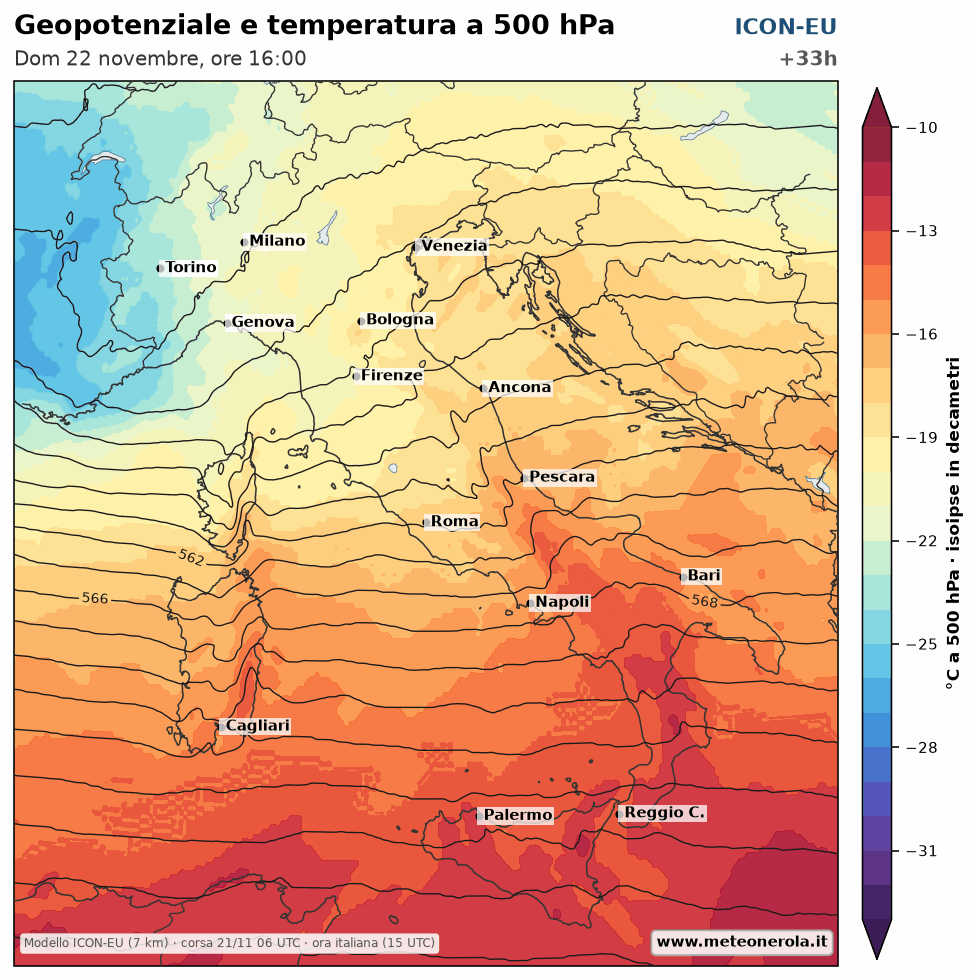 Geopotenziale e temperatura a 500 hPa
ICON-EU
Dom 22 novembre, ore 16:00
+33h
−10
−13
−16
−19
−22
−25
−28
−31
°C a 500 hPa · isoipse in decametri
Milano
Venezia
Torino
Genova
Bologna
Firenze
Ancona
Pescara
Roma
562
566
Bari
568
Napoli
Cagliari
Palermo
Reggio C.
Modello ICON-EU (7 km) · corsa 21/11 06 UTC · ora italiana (15 UTC)
www.meteonerola.it